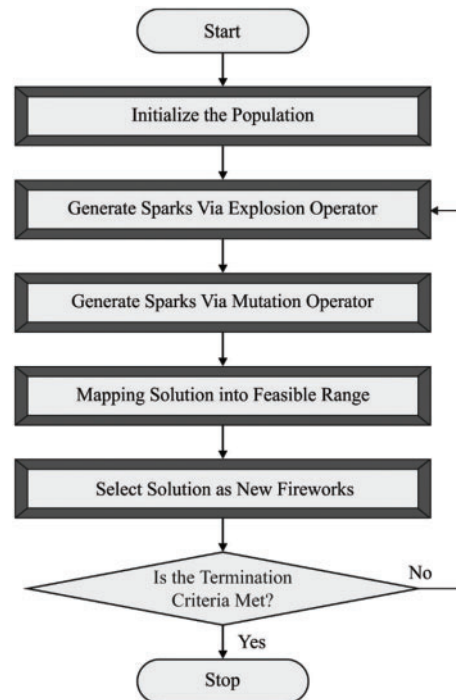 Start
Initialize the Population
Generate Sparks Via Explosion Operator
Generate Sparks Via Mutation Operator
Mapping Solution into Feasible Range
Select Solution as New Fireworks
Is the Termination
Criteria Met?
No
Yes
Stop